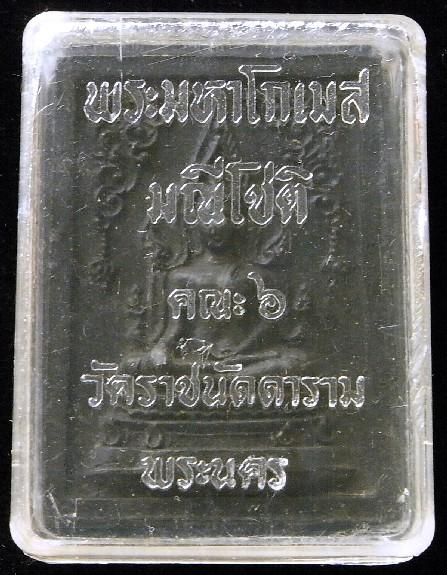 พระมหาโกเมส
มณีโชติ
คณะ ๖
วัดราชนัดดาราม
พระนคร